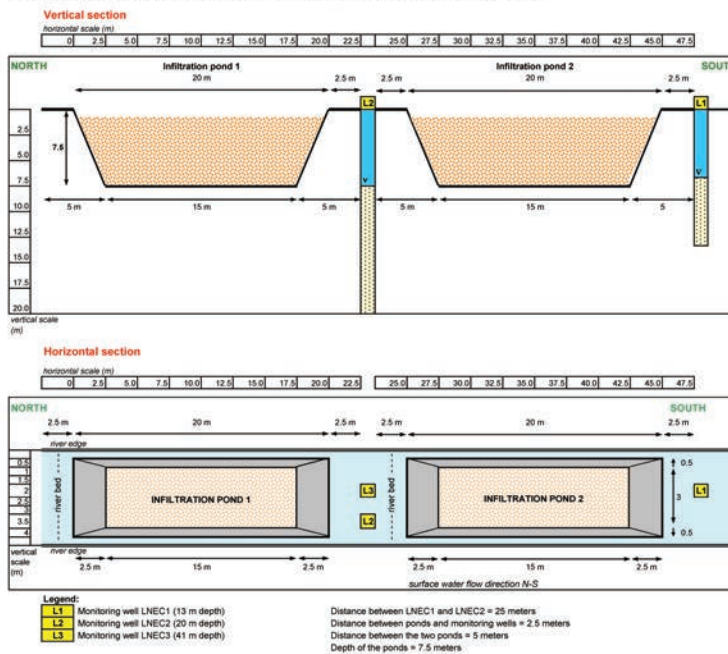 Vertical section
horizontal scale (m)
0 2.5 5.0 7.5 10.0 12.5 15.0 17.5 20.0 22.5 25.0 30.0 32.5 35.0 37.5 40.0 42.5 45.0 47.5
NORTH Infiltration pond 1 Infiltration pond 2 SOUT
20 m 2.5 m 2.5 m 20 m 2.5 m
L2 L1
2.5
5.0
7.5
10.0
12.5
15.0
17.5
20.0
7.5
5 m 15 m 5 m 5 m 15 m 5
vertical scale
(m)
Horizontal section
horizontal scale (m)
0 2.5 5.0 7.5 10.0 12.5 15.0 17.5 20.0 22.5 25.0 30.0 32.5 35.0 37.5 40.0 42.5 45.0 47.5
NORTH SOUTH
2.5 m 20 m 2.5 m 2.5 m 20 m 2.5 m
river edge
0.5
1
1.5
2
2.5
3
3.5
4
river bed INFILTRATION POND 1 L3 L2 river bed INFILTRATION POND 2 0.5 3 0.5 L1
vertical
scale
(m)
river edge
2.5 m 15 m 2.5 m 2.5 m 15 m 2.5 m
surface water flow direction N-S
Legend:
L1 Monitoring well LNEC1 (13 m depth) Distance between LNEC1 and LNEC2 = 25 meters
L2 Monitoring well LNEC2 (20 m depth) Distance between ponds and monitoring wells = 2.5 meters
L3 Monitoring well LNEC3 (41 m depth) Distance between the two ponds = 5 meters
Depth of the ponds = 7.5 meters